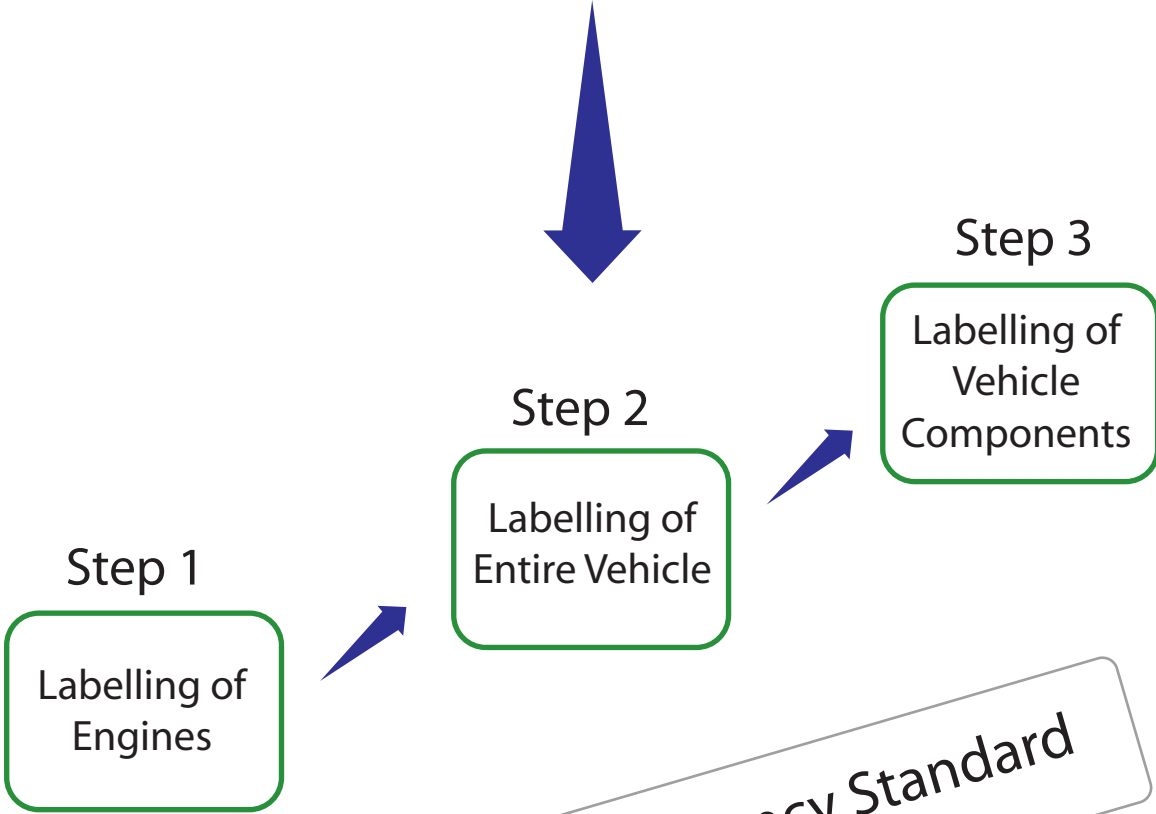 Step 3
Labelling of
Vehicle
Components
Step 2
Labelling of
Entire Vehicle
Step 1
Labelling of
Engines
Standard